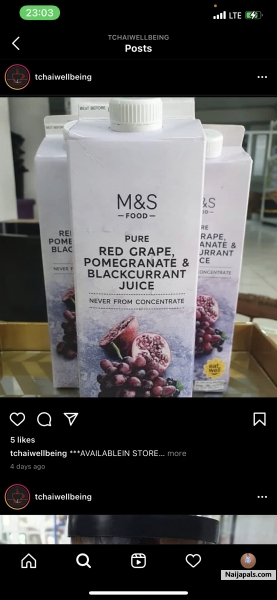 23:03
LTE
TCHAIWELLBEING
Posts
tchaiwellbeing
M&S
FOOD
PURE
RED GRAPE,
POMEGRANATE &
BLACKCURRANT
JUICE
NEVER FROM CONCENTRATE
5 likes
tchaiwellbeing ***AVAILABLEIN STORE... more
4 days ago
tchaiwellbeing
Naijapals.com